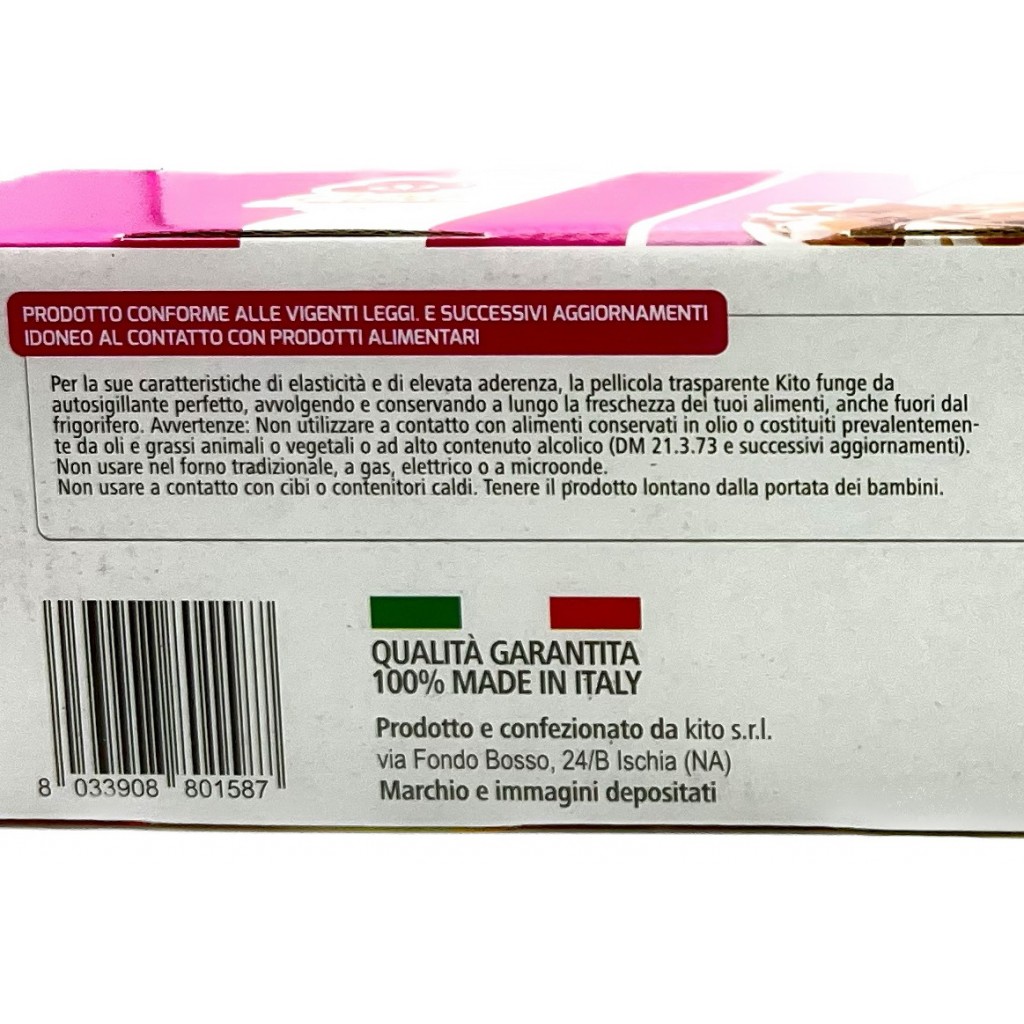 PRODOTTO CONFORME ALLE VIGENTI LEGGI. E SUCCESSIVI AGGIORNAMENTI
IDONEO AL CONTATTO CON PRODOTTI ALIMENTARI
Per la sue caratteristiche di elasticità e di elevata aderenza, la pellicola trasparente Kito funge da
autosigillante perfetto, avvolgendo e conservando a lungo la freschezza dei tuoi alimenti, anche fuori dal
frigorifero. Avvertenze: Non utilizzare a contatto con alimenti conservati in olio o costituiti prevalentemen-
te da oli e grassi animali o vegetali o ad alto contenuto alcolico (DM 21.3.73 e successivi aggiornamenti).
Non usare nel forno tradizionale, a gas, elettrico o a microonde.
Non usare a contatto con cibi o contenitori caldi. Tenere il prodotto lontano dalla portata dei bambini.
QUALITÀ GARANTITA
100% MADE IN ITALY
Prodotto e confezionato da kito s.r.l.
via Fondo Bosso, 24/B Ischia (NA)
Marchio e immagini depositati
8 033908 801587